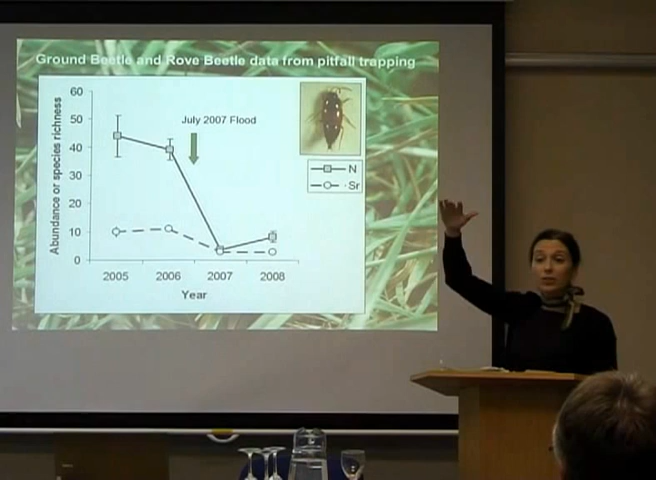 Ground Beetle and Rove Beetle data from pitfall trapping
60
50
40
30
20
10
0
Abundance or species richness
July 2007 Flood
N
Sr
2005 2006 2007 2008
Year